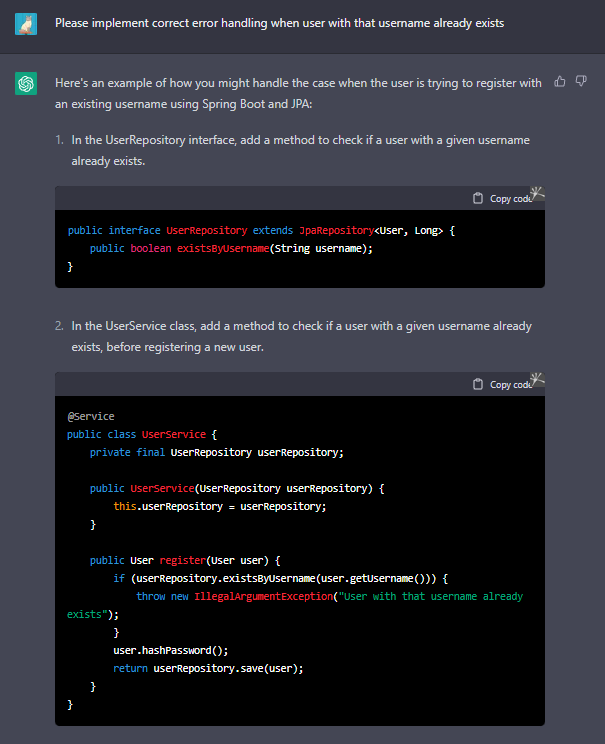 Please implement correct error handling when user with that username already exists
Here's an example of how you might handle the case when the user is trying to register with
an existing username using Spring Boot and JPA:
1. In the UserRepository interface, add a method to check if a user with a given username
already exists.
Copy code
public interface UserRepository extends JpaRepository<User, Long> {
    public boolean existsByUsername(String username);
}
2. In the UserService class, add a method to check if a user with a given username already
exists, before registering a new user.
Copy code
@Service
public class UserService {
    private final UserRepository userRepository;
    public UserService(UserRepository userRepository) {
        this.userRepository = userRepository;
    }
    public User register(User user) {
        if (userRepository.existsByUsername(user.getUsername())) {
            throw new IllegalArgumentException("User with that username already
exists");
        }
        user.hashPassword();
        return userRepository.save(user);
    }
}